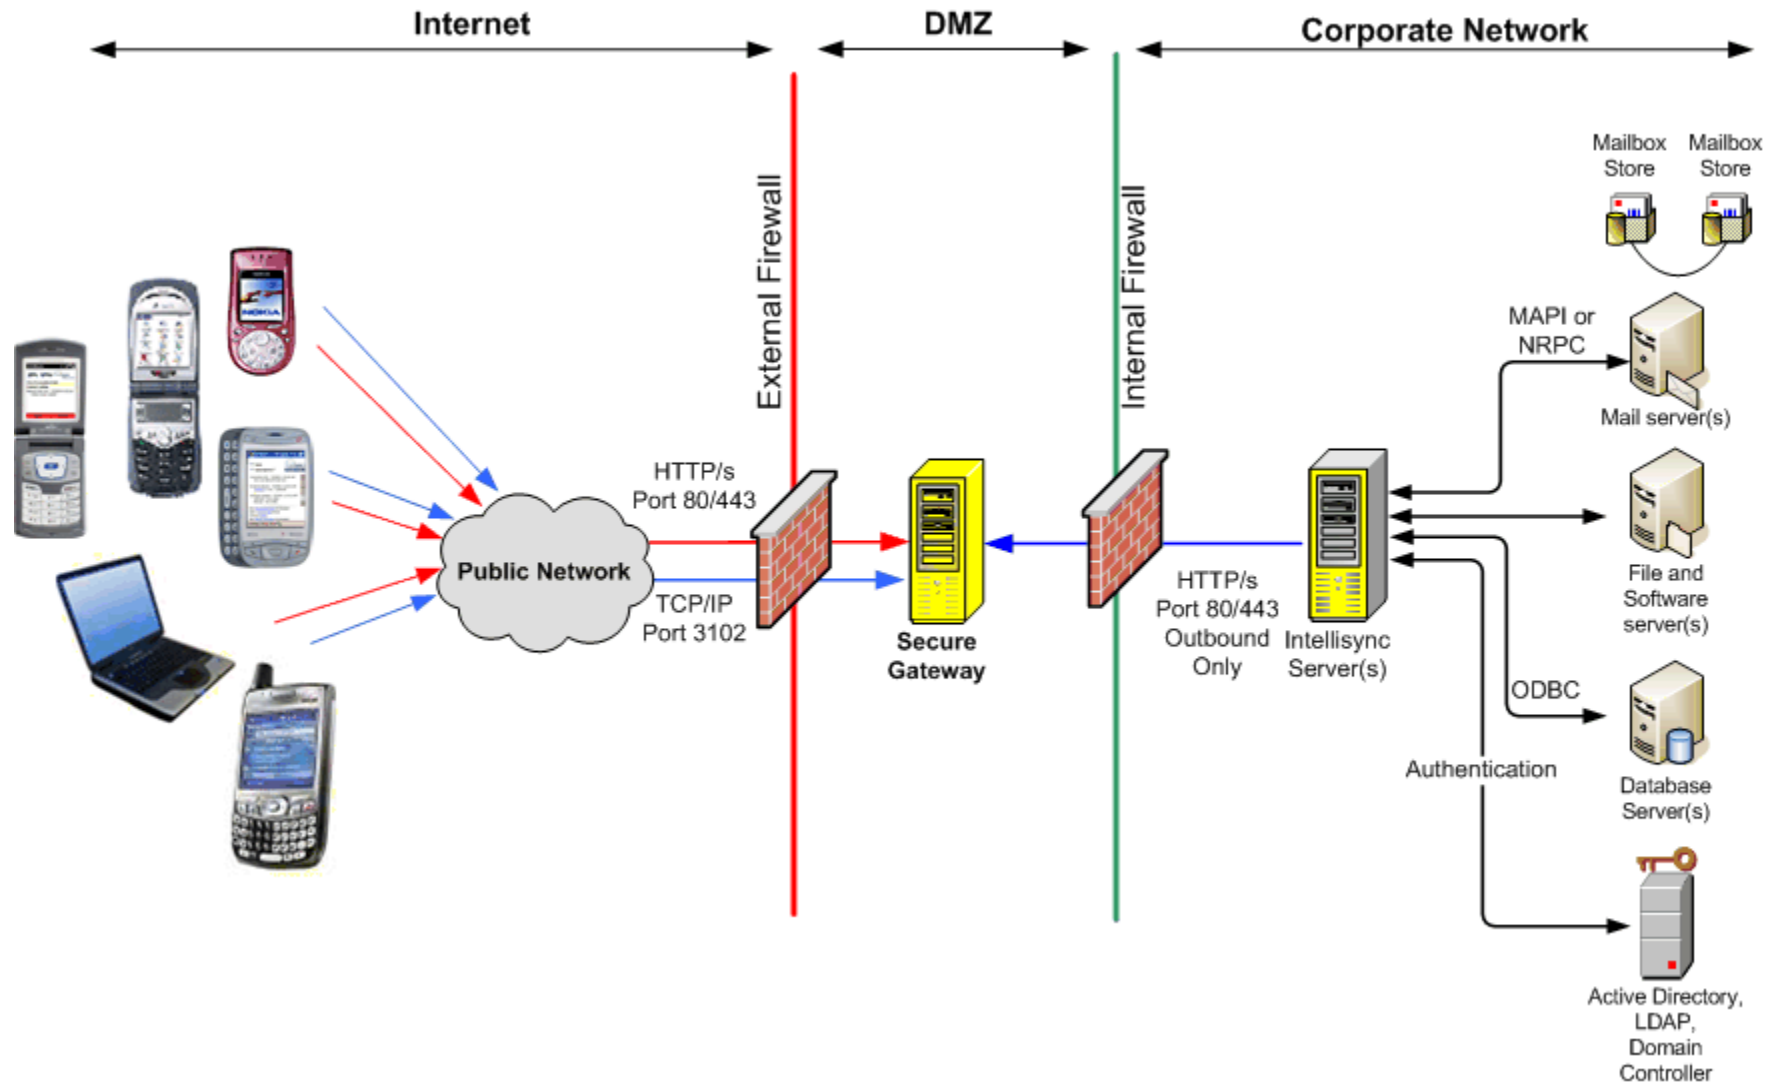 Internet
DMZ
Corporate Network
External Firewall
Internal Firewall
Mailbox
Store
Mailbox
Store
MAPI or
NRPC
Mail server(s)
NOKIA
HTTP/s
Port 80/443
Public Network
TCP/IP
Port 3102
Secure
Gateway
HTTP/s
Port 80/443
Outbound
Only
Intellisync
Server(s)
File and
Software
server(s)
ODBC
Authentication
Database
Server(s)
Active Directory,
LDAP,
Domain
Controller